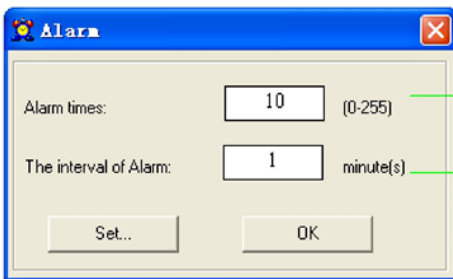 Alarm
Alarm times: 10 (0-255)
The interval of Alarm: 1 minute(s)
Set... OK